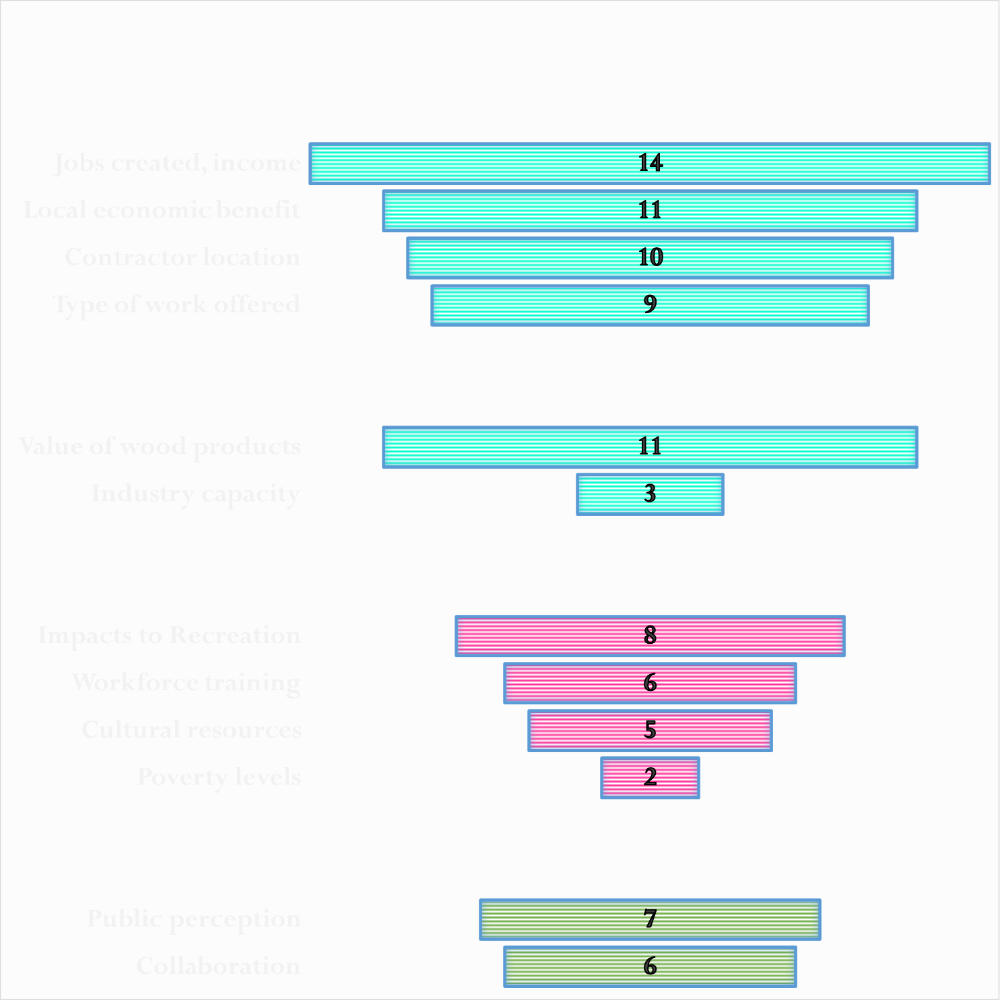 Jobs created, income 14
Local economic benefit 11
Contractor location 10
Type of work offered 9
Value of wood products 11
Industry capacity 3
Impacts to Recreation 8
Workforce training 6
Cultural resources 5
Poverty levels 2
Public perception 7
Collaboration 6